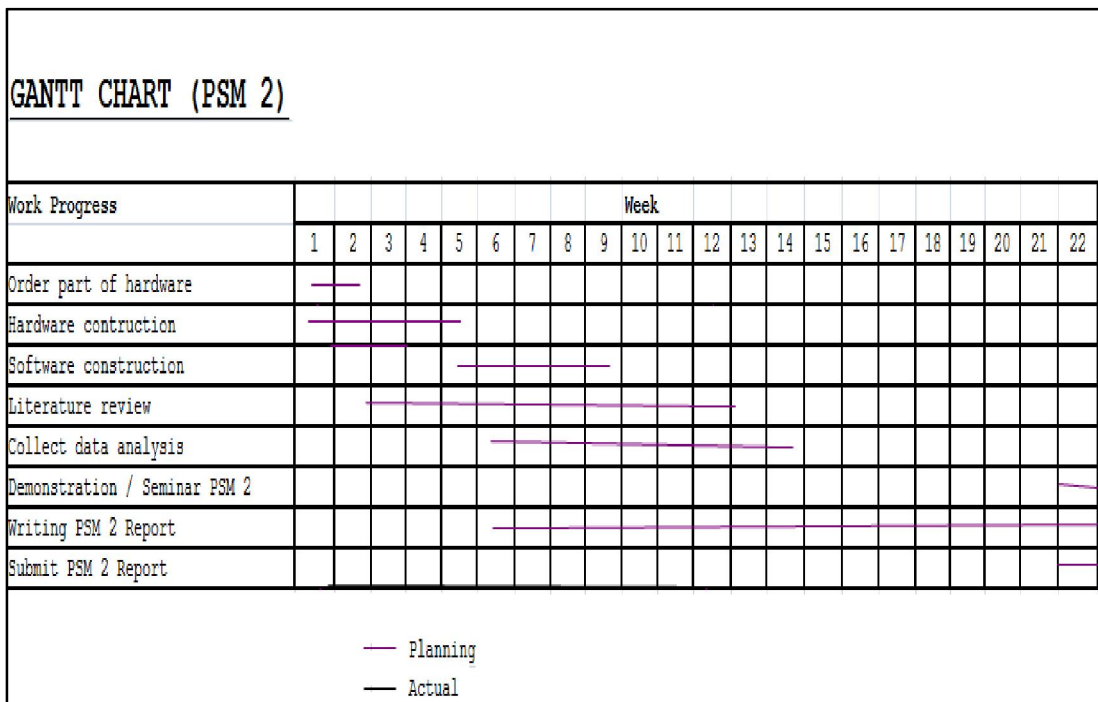 GANTT CHART (PSM 2)
Work Progress Week
1 2 3 4 5 6 7 8 9 10 11 12 13 14 15 16 17 18 19 20 21 22
Order part of hardware
Hardware contruction
Software construction
Literature review
Collect data analysis
Demonstration / Seminar PSM 2
Writing PSM 2 Report
Submit PSM 2 Report
Planning
Actual